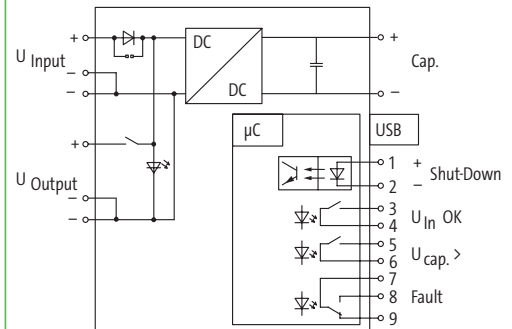 U Input
+
−
−
DC
DC
+
−
Cap.
U Output
+
−
−
µC
USB
1 +
2 −
Shut-Down
3
4
U In OK
5
6
U cap. >
7
8
9
Fault